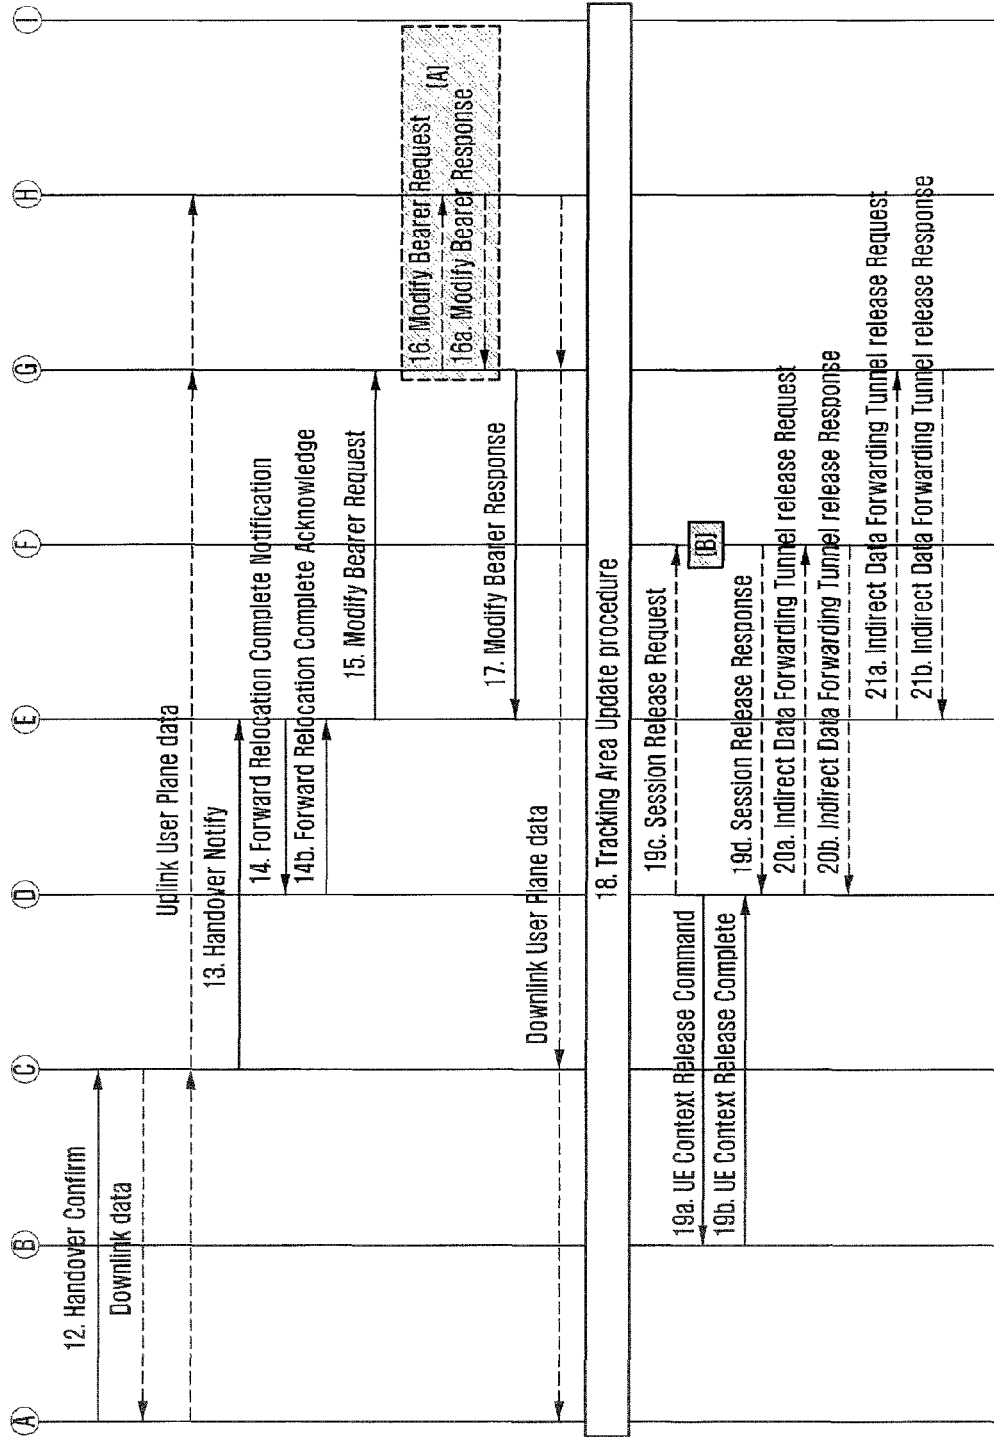 A
B
C
D
E
F
G
H
I
12. Handover Confirm
Downlink data
Uplink User Plane data
13. Handover Notify
14. Forward Relocation Complete Notification
14b. Forward Relocation Complete Acknowledge
15. Modify Bearer Request
16. Modify Bearer Request
[A]
16a. Modify Bearer Response
17. Modify Bearer Response
Downlink User Plane data
18. Tracking Area Update procedure
19c. Session Release Request
19a. UE Context Release Command
[B]
19b. UE Context Release Complete
19d. Session Release Response
20a. Indirect Data Forwarding Tunnel release Request
20b. Indirect Data Forwarding Tunnel release Response
21a. Indirect Data Forwarding Tunnel release Request
21b. Indirect Data Forwarding Tunnel release Response